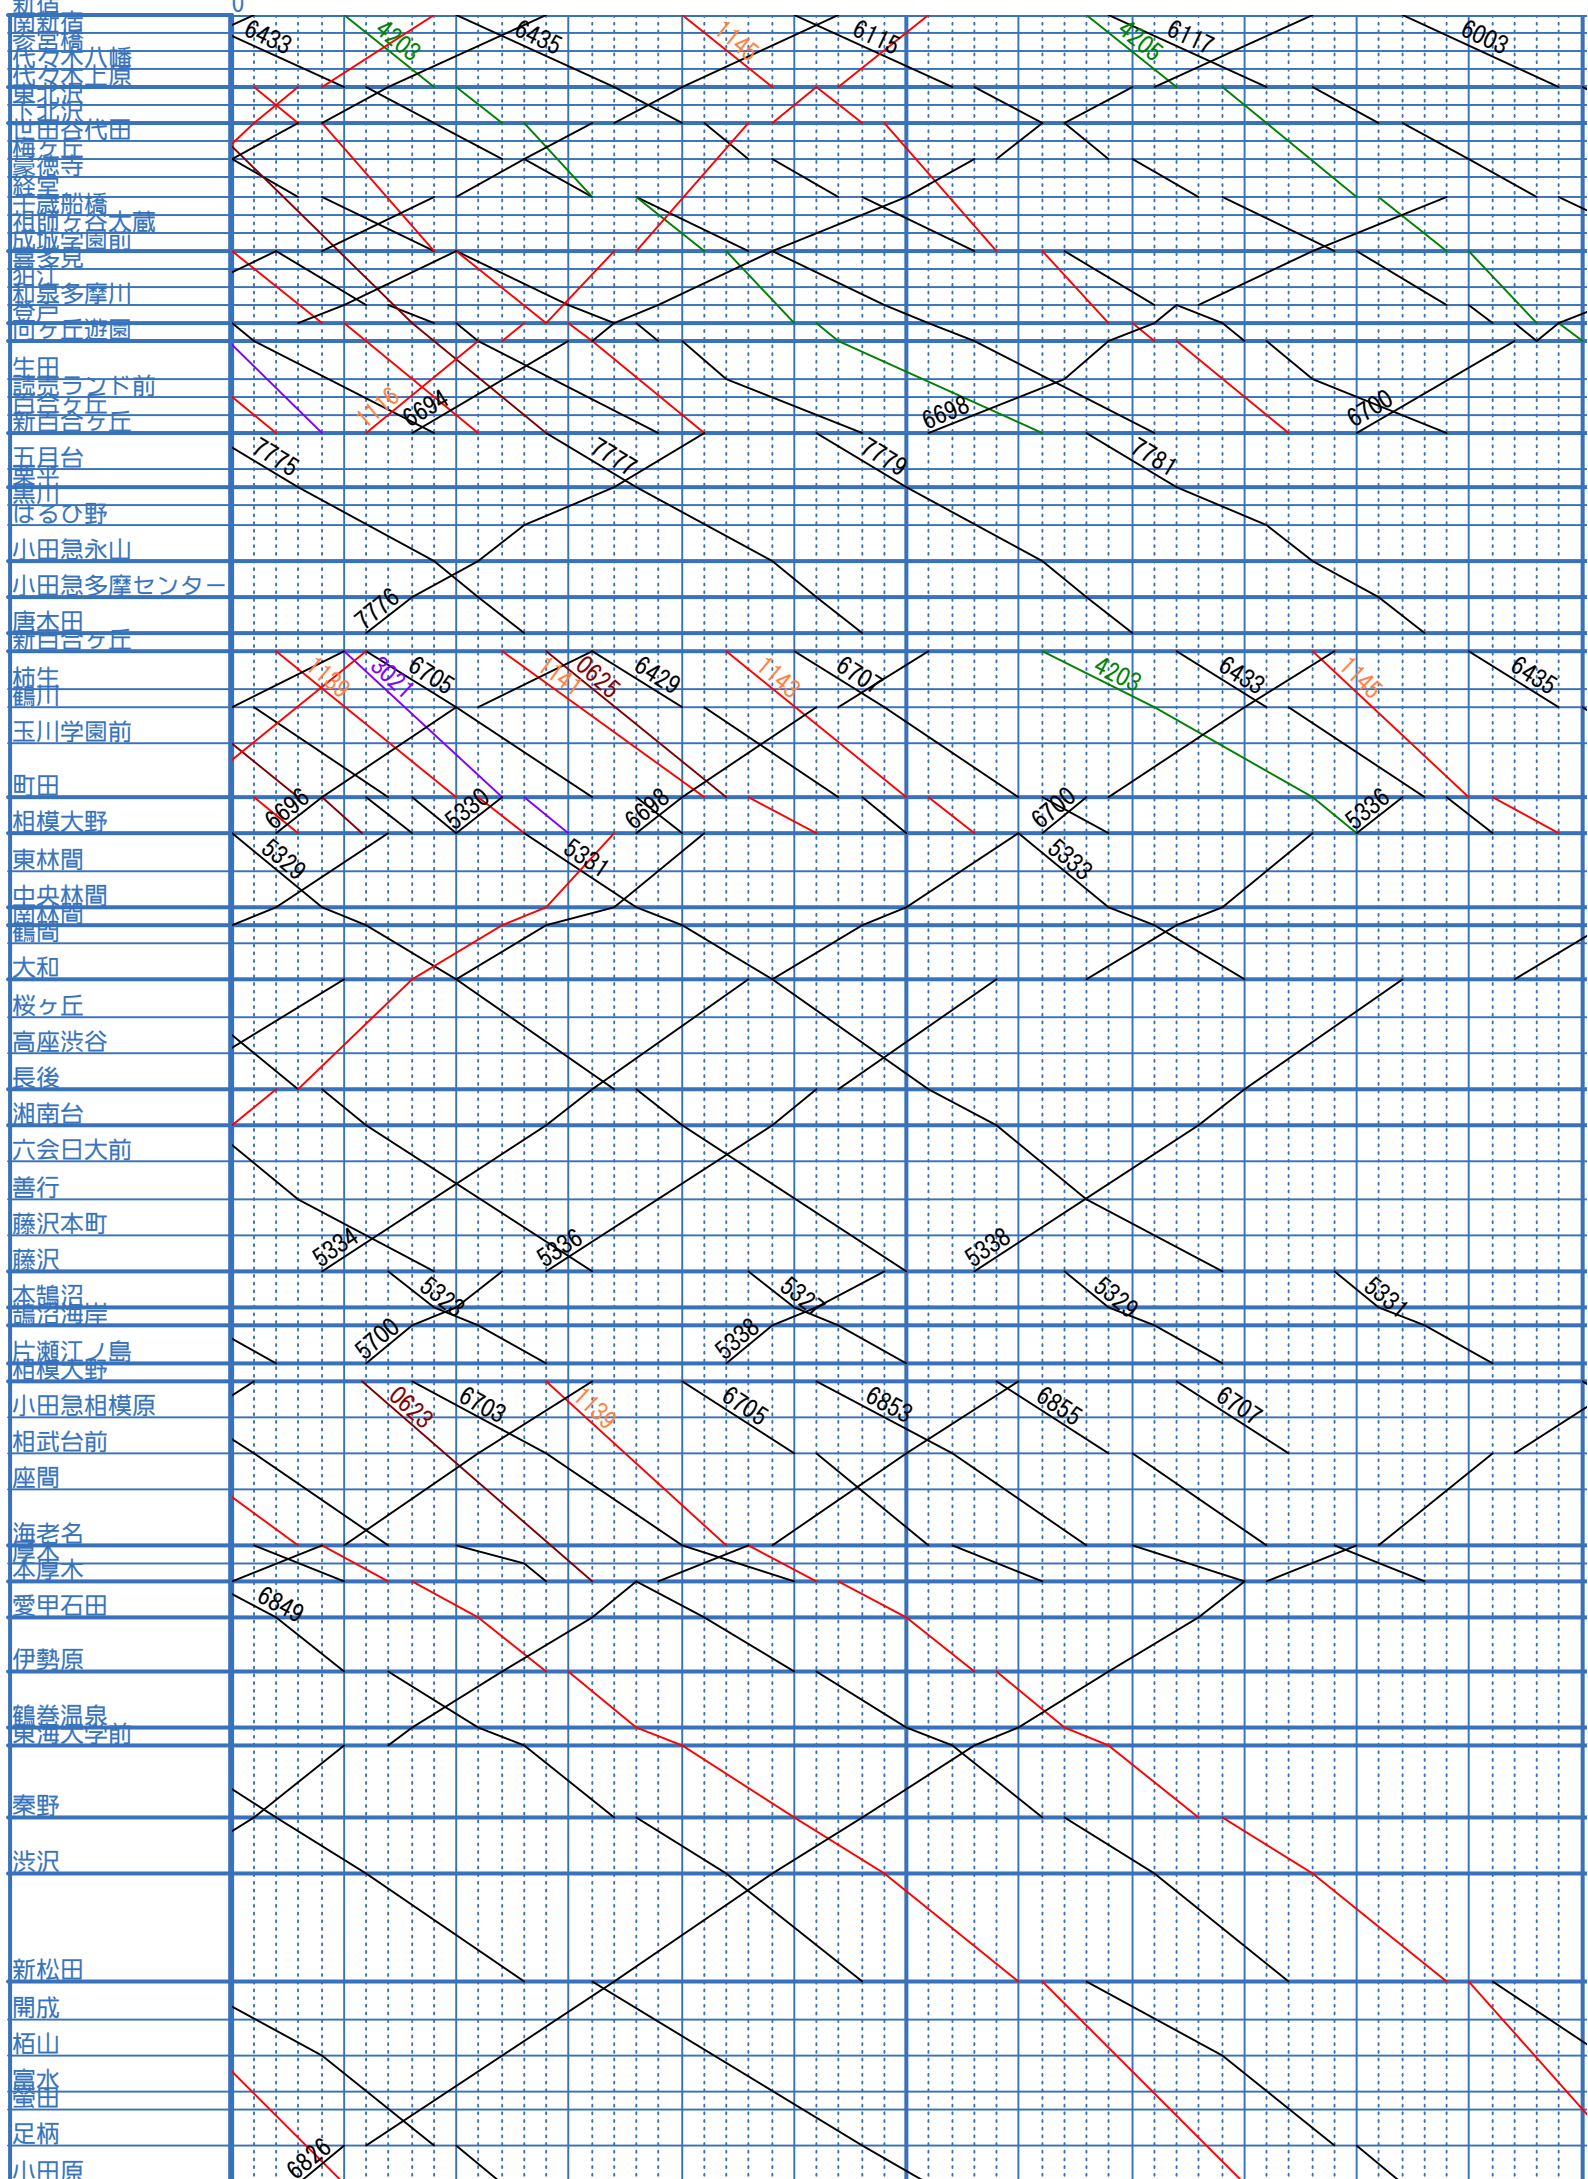 新宿 0
南新宿
参宮橋 6433 4203 6435 1145 6115 4205 6117 6003
代々木八幡
代々木上原
東北沢
下北沢
世田谷代田
梅ヶ丘
豪徳寺
経堂
千歳船橋
祖師ヶ谷大蔵
成城学園前
喜多見
狛江
和泉多摩川
登戸
向ヶ丘遊園
生田
読売ランド前
百合ヶ丘 1116 6694 6698 6700
新百合ヶ丘
五月台 7775 7777 7779 7781
栗平
黒川
はるひ野
小田急永山
小田急多摩センター
唐木田 7776
新百合ヶ丘
柿生 1139 3021 6705 1141 0625 6429 1143 6707 4203 6433 1145 6435
鶴川
玉川学園前
町田
相模大野 6696 5330 6698 6700 5336
東林間 5329 5331 5333
中央林間
南林間
鶴間
大和
桜ヶ丘
高座渋谷
長後
湘南台
六会日大前
善行
藤沢本町
藤沢 5334 5336 5338
本鵠沼 5323 5327 5329 5331
鵠沼海岸
片瀬江ノ島 5700 5338
相模大野
小田急相模原 0623 6703 1139 6705 6853 6855 6707
相武台前
座間
海老名
厚木
本厚木
愛甲石田 6849
伊勢原
鶴巻温泉
東海大学前
秦野
渋沢
新松田
開成
栢山
富水
螢田
足柄
小田原 6826